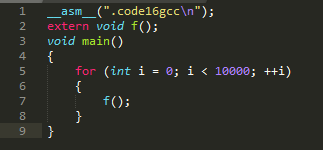 1 __asm__(".code16gcc\n");
2 extern void f();
3 void main()
4 {
5 for (int i = 0; i < 10000; ++i)
6 {
7 f();
8 }
9 }